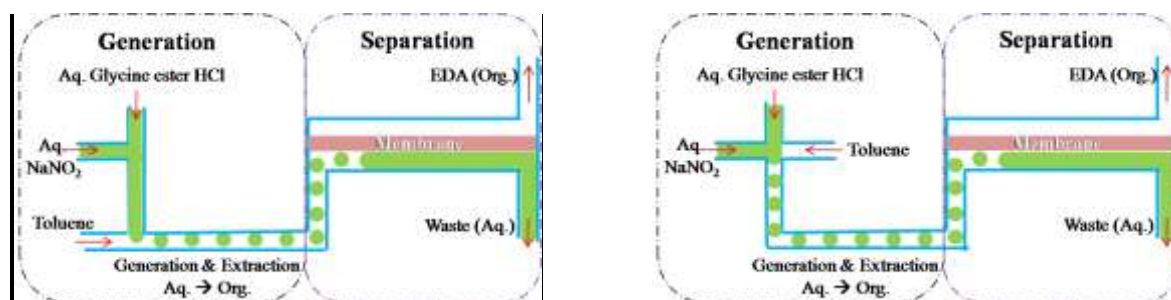 Generation
Separation
Aq. Glycine ester HCl
EDA (Org.)
Aq.
NaNO2
Membrane
Toluene
Waste (Aq.)
Generation & Extraction
Aq. → Org.
Generation
Separation
Aq. Glycine ester HCl
EDA (Org.)
Aq.
NaNO2
Toluene
Membrane
Waste (Aq.)
Generation & Extraction
Aq. → Org.